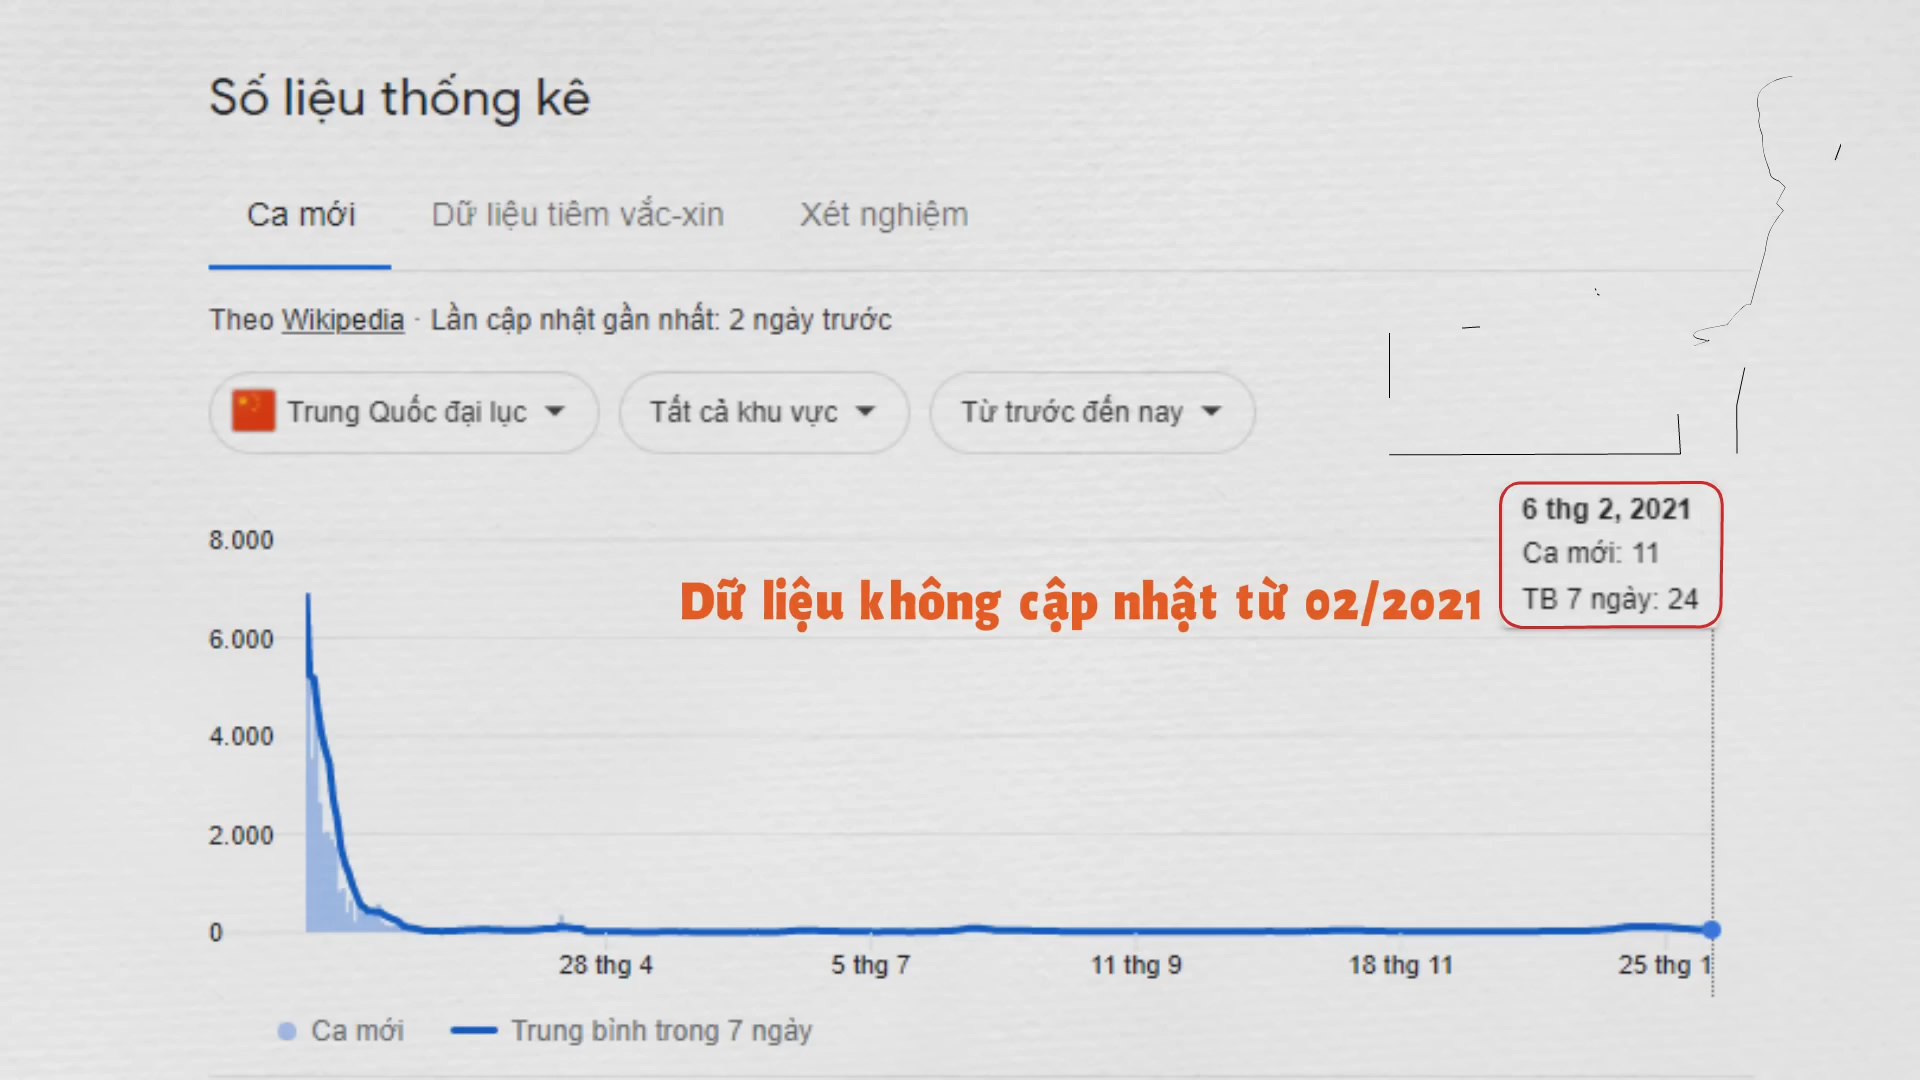 Số liệu thống kê
Ca mới
Dữ liệu tiêm vắc-xin
Xét nghiệm
Theo Wikipedia · Lần cập nhật gần nhất: 2 ngày trước
Trung Quốc đại lục
Tất cả khu vực
Từ trước đến nay
6 thg 2, 2021
Ca mới: 11
TB 7 ngày: 24
Dữ liệu không cập nhật từ 02/2021
8.000
6.000
4.000
2.000
0
28 thg 4
5 thg 7
11 thg 9
18 thg 11
25 thg 1
Ca mới
Trung bình trong 7 ngày